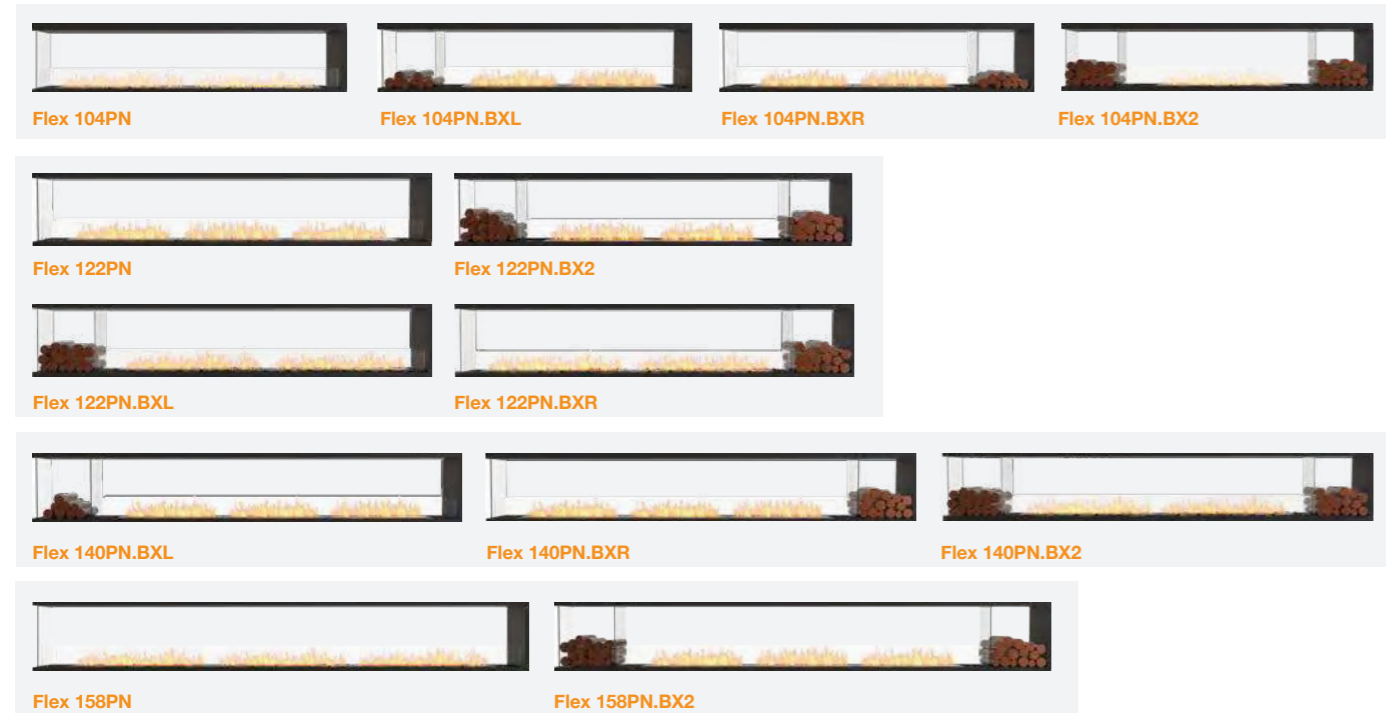 Flex 104PN
Flex 104PN.BXL
Flex 104PN.BXR
Flex 104PN.BX2
Flex 122PN
Flex 122PN.BX2
Flex 122PN.BXL
Flex 122PN.BXR
Flex 140PN.BXL
Flex 140PN.BXR
Flex 140PN.BX2
Flex 158PN
Flex 158PN.BX2